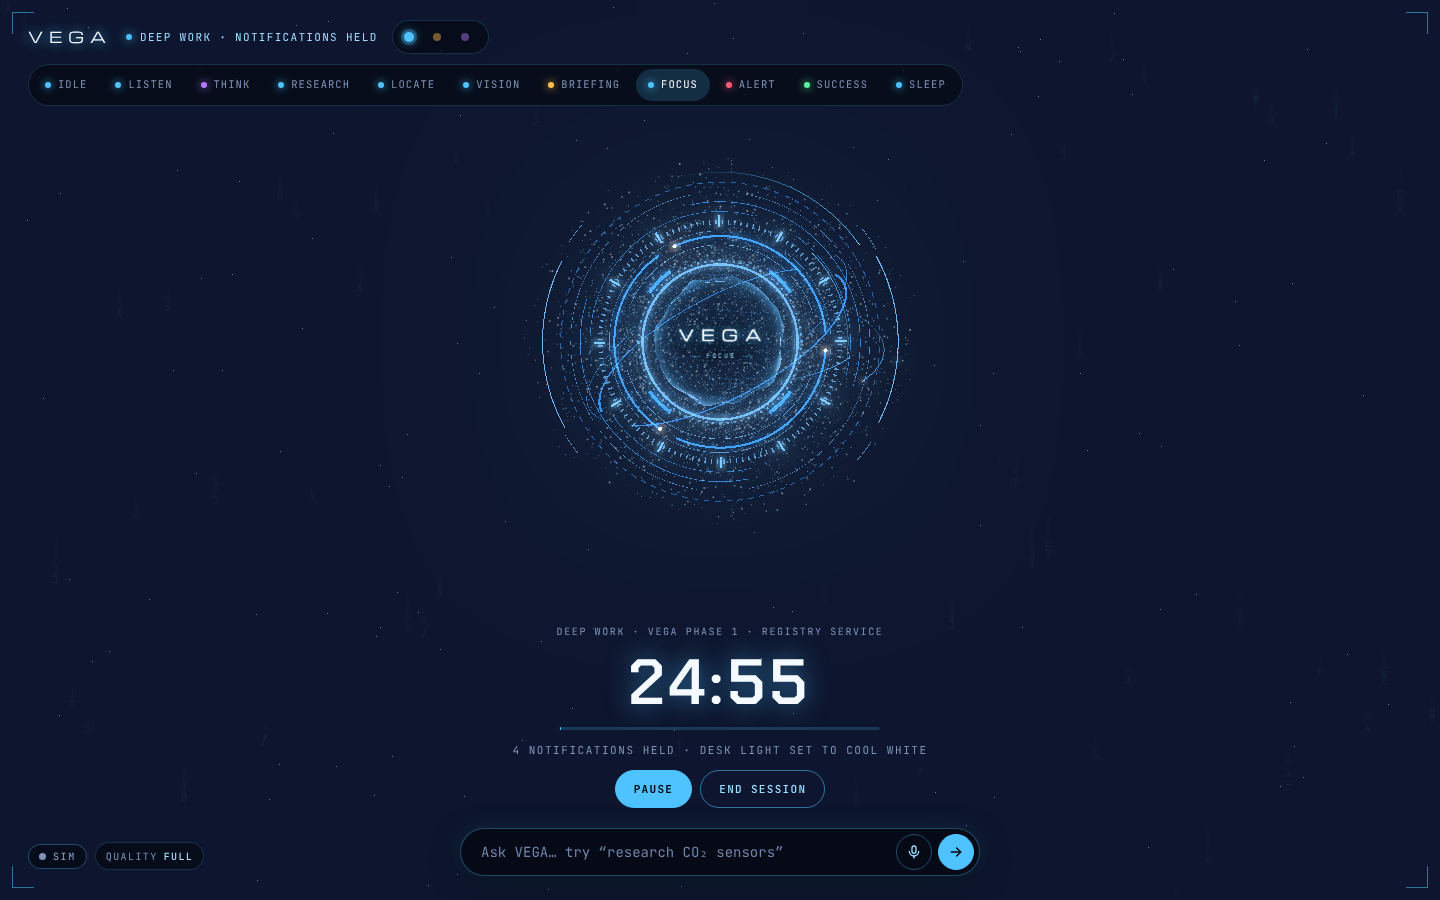 VEGA
DEEP WORK · NOTIFICATIONS HELD
IDLE LISTEN THINK RESEARCH LOCATE VISION BRIEFING FOCUS ALERT SUCCESS SLEEP
VEGA
FOCUS
DEEP WORK · VEGA PHASE 1 · REGISTRY SERVICE
24:55
4 NOTIFICATIONS HELD · DESK LIGHT SET TO COOL WHITE
PAUSE END SESSION
Ask VEGA… try “research CO₂ sensors”
SIM QUALITY FULL